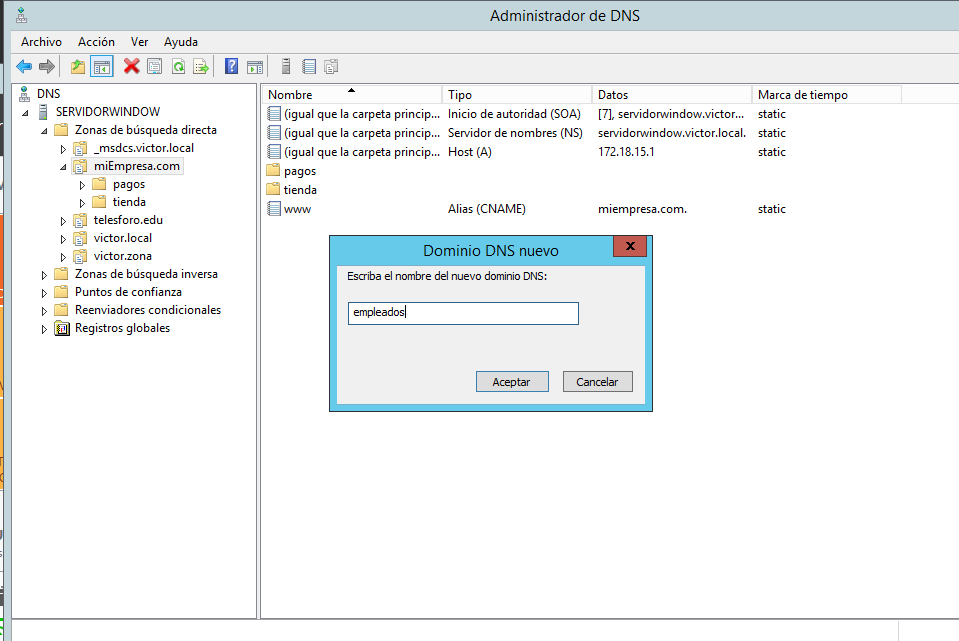 Administrador de DNS
Archivo Acción Ver Ayuda
DNS
SERVIDORWINDOW
Zonas de búsqueda directa
_msdcs.victor.local
miEmpresa.com
pagos
tienda
telesforo.edu
victor.local
victor.zona
Zonas de búsqueda inversa
Puntos de confianza
Reenviadores condicionales
Registros globales
Nombre Tipo Datos Marca de tiempo
(igual que la carpeta princip... Inicio de autoridad (SOA) [7], servidorwindow.victor... static
(igual que la carpeta princip... Servidor de nombres (NS) servidorwindow.victor.local. static
(igual que la carpeta princip... Host (A) 172.18.15.1 static
pagos
tienda
www Alias (CNAME) miempresa.com. static
Dominio DNS nuevo
Escriba el nombre del nuevo dominio DNS:
empleados
Aceptar Cancelar